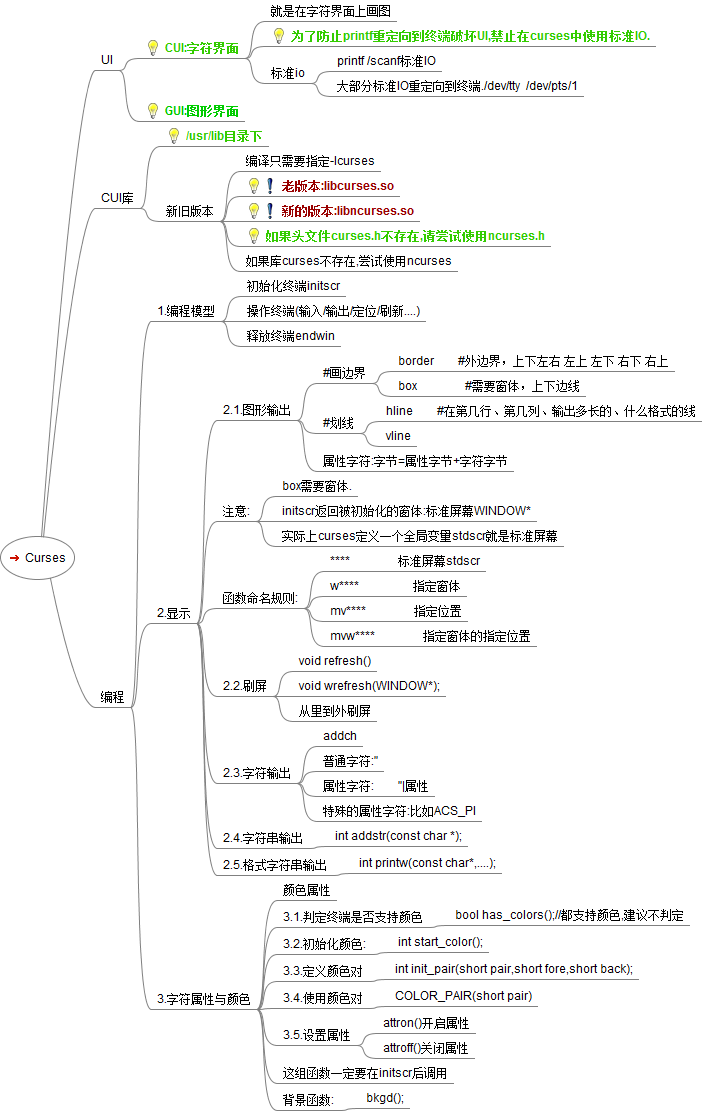 Curses
UI
CUI:字符界面
就是在字符界面上画图
为了防止printf重定向到终端破坏UI,禁止在curses中使用标准IO.
标准io
printf /scanf标准IO
大部分标准IO重定向到终端./dev/tty  /dev/pts/1
GUI:图形界面
CUI库
/usr/lib目录下
新旧版本
编译只需要指定-lcurses
老版本:libcurses.so
新的版本:libncurses.so
如果头文件curses.h不存在,请尝试使用ncurses.h
如果库curses不存在,尝试使用ncurses
编程
1.编程模型
初始化终端initscr
操作终端(输入/输出/定位/刷新....)
释放终端endwin
2.显示
2.1.图形输出
#画边界
border #外边界，上下左右 左上 左下 右下 右上
box #需要窗体，上下边线
#划线
hline #在第几行、第几列、输出多长的、什么格式的线
vline
属性字符:字节=属性字节+字符字节
注意:
box需要窗体.
initscr返回被初始化的窗体:标准屏幕WINDOW*
实际上curses定义一个全局变量stdscr就是标准屏幕
函数命名规则:
**** 标准屏幕stdscr
w**** 指定窗体
mv**** 指定位置
mvw**** 指定窗体的指定位置
2.2.刷屏
void refresh()
void wrefresh(WINDOW*);
从里到外刷屏
2.3.字符输出
addch
普通字符:''
属性字符: ''|属性
特殊的属性字符:比如ACS_PI
2.4.字符串输出
int addstr(const char *);
2.5.格式字符串输出
int printw(const char*,....);
3.字符属性与颜色
颜色属性
3.1.判定终端是否支持颜色
bool has_colors();//都支持颜色,建议不判定
3.2.初始化颜色:
int start_color();
3.3.定义颜色对
int init_pair(short pair,short fore,short back);
3.4.使用颜色对
COLOR_PAIR(short pair)
3.5.设置属性
attron()开启属性
attroff()关闭属性
这组函数一定要在initscr后调用
背景函数:
bkgd();